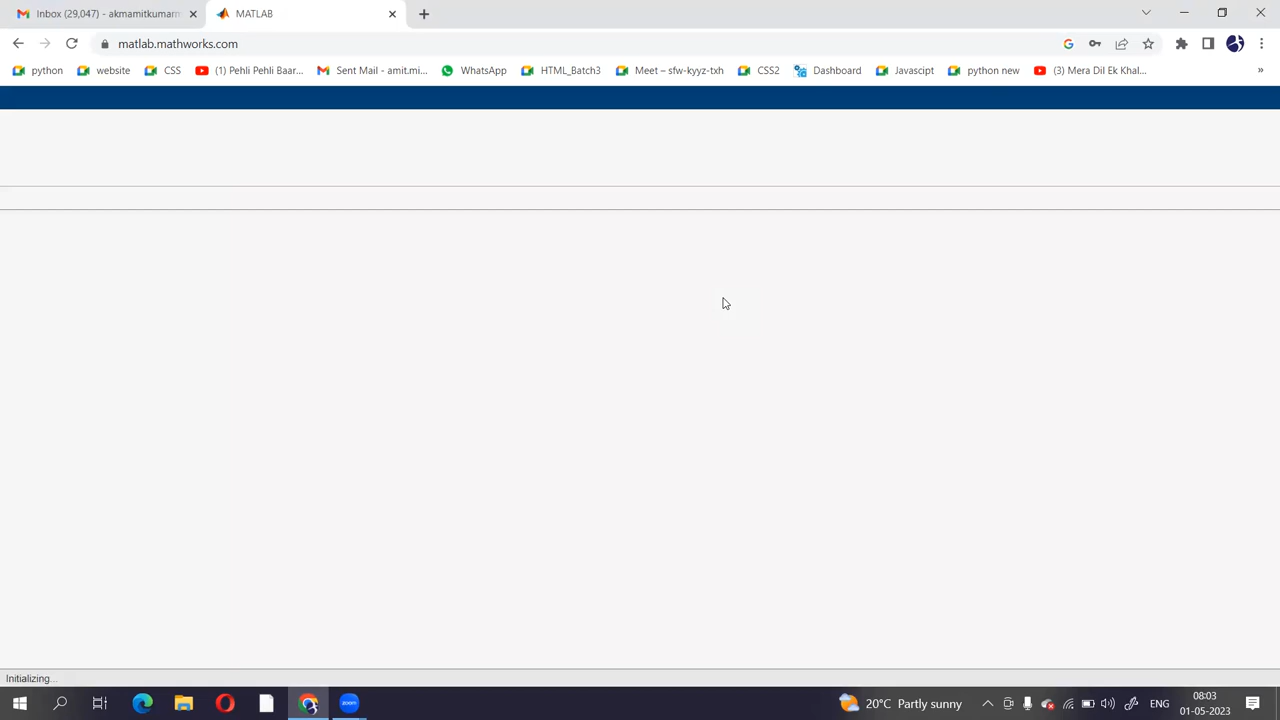 Inbox (29,047) - akmamitkumarm
MATLAB
matlab.mathworks.com
python
website
CSS
(1) Pehli Pehli Baar...
Sent Mail - amit.mi...
WhatsApp
HTML_Batch3
Meet – sfw-kyyz-txh
CSS2
Dashboard
Javascipt
python new
(3) Mera Dil Ek Khal...
»
Initializing...
zoom
20°C Partly sunny
ENG
08:03
01-05-2023